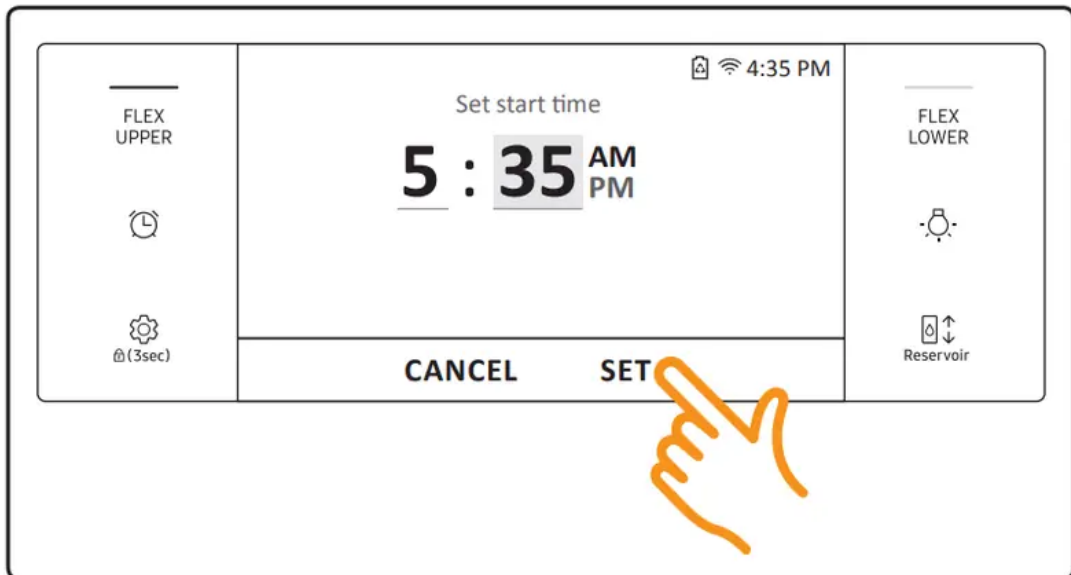 FLEX
UPPER
(3sec)
4:35 PM
Set start time
5 : 35 AM
PM
CANCEL SET
FLEX
LOWER
Reservoir